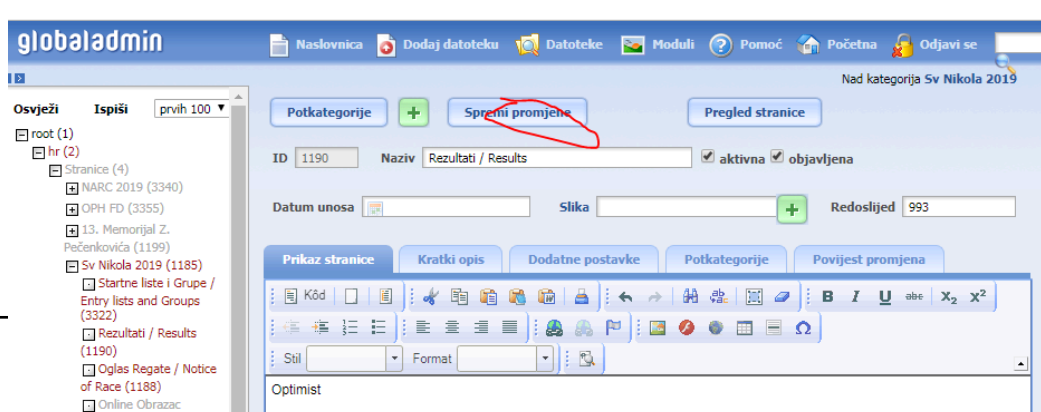 globaladmin
Naslovnica Dodaj datoteku Datoteke Moduli Pomoć Početna Odjavi se
Nad kategorija Sv Nikola 2019
Osvježi Ispiši prvih 100
root (1)
hr (2)
Stranice (4)
NARC 2019 (3340)
OPH FD (3355)
13. Memorijal Z.
Pečenkovića (1199)
Sv Nikola 2019 (1185)
Startne liste i Grupe /
Entry lists and Groups
(3322)
Rezultati / Results
(1190)
Oglas Regate / Notice
of Race (1188)
Online Obrazac
Potkategorije + Spremi promjene Pregled stranice
ID 1190 Naziv Rezultati / Results aktivna objavljena
Datum unosa Slika + Redoslijed 993
Prikaz stranice Kratki opis Dodatne postavke Potkategorije Povijest promjena
Kôd B I U abc X₂ X²
Ω
Stil Format
Optimist